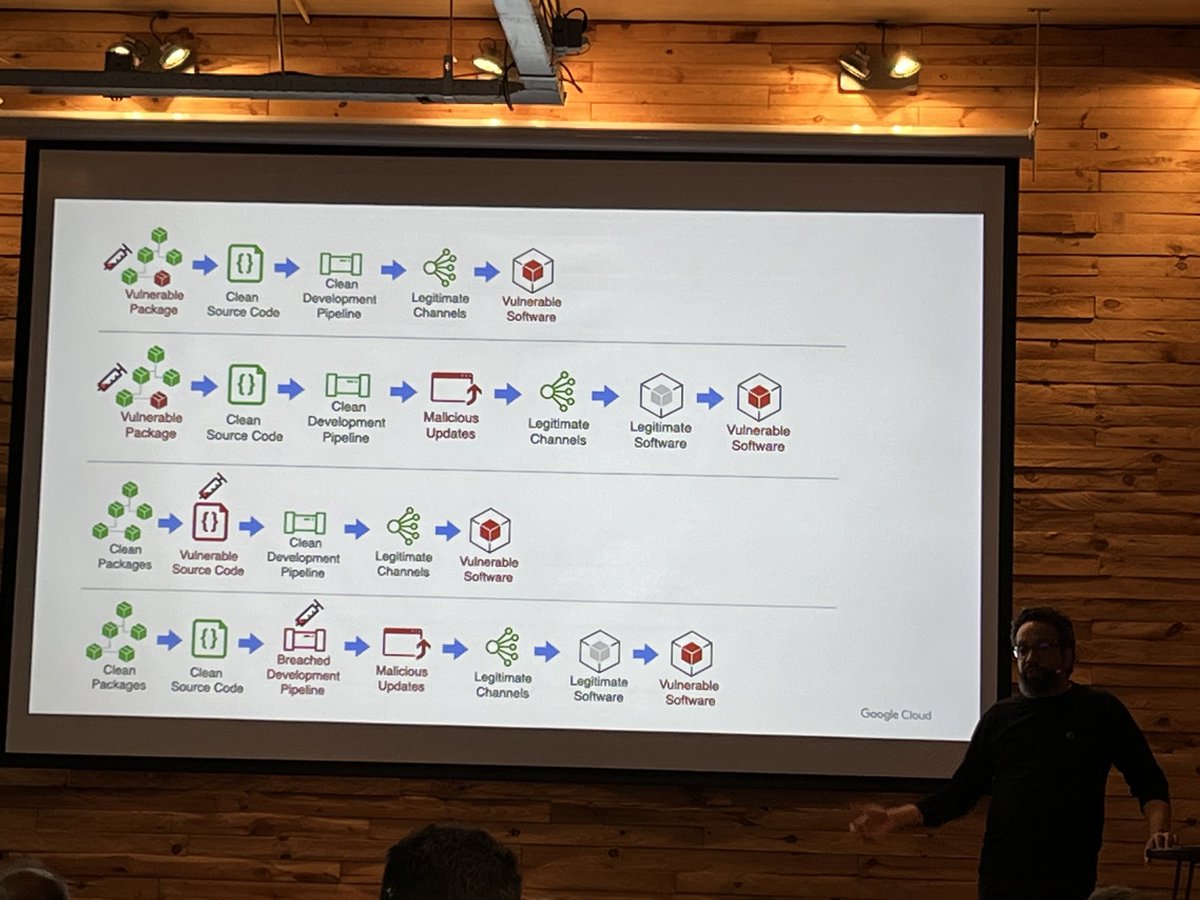 Vulnerable
Package
Clean
Source Code
Clean
Development
Pipeline
Legitimate
Channels
Vulnerable
Software
Vulnerable
Package
Clean
Source Code
Clean
Development
Pipeline
Malicious
Updates
Legitimate
Channels
Legitimate
Software
Vulnerable
Software
Clean
Packages
Vulnerable
Source Code
Clean
Development
Pipeline
Legitimate
Channels
Vulnerable
Software
Clean
Packages
Clean
Source Code
Breached
Development
Pipeline
Malicious
Updates
Legitimate
Channels
Legitimate
Software
Vulnerable
Software
Google Cloud